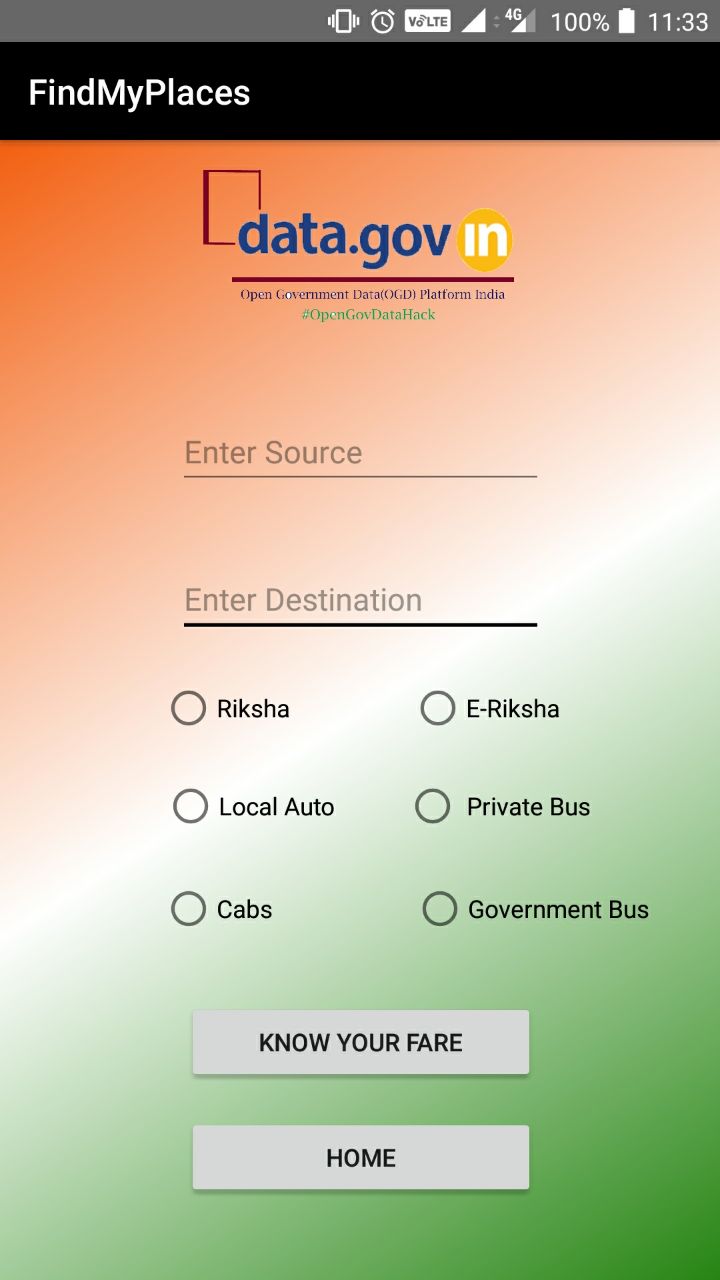 VoLTE 4G 100% 11:33
FindMyPlaces
data.gov in
Open Government Data(OGD) Platform India
#OpenGovDataHack
Enter Source
Enter Destination
Riksha E-Riksha
Local Auto Private Bus
Cabs Government Bus
KNOW YOUR FARE
HOME